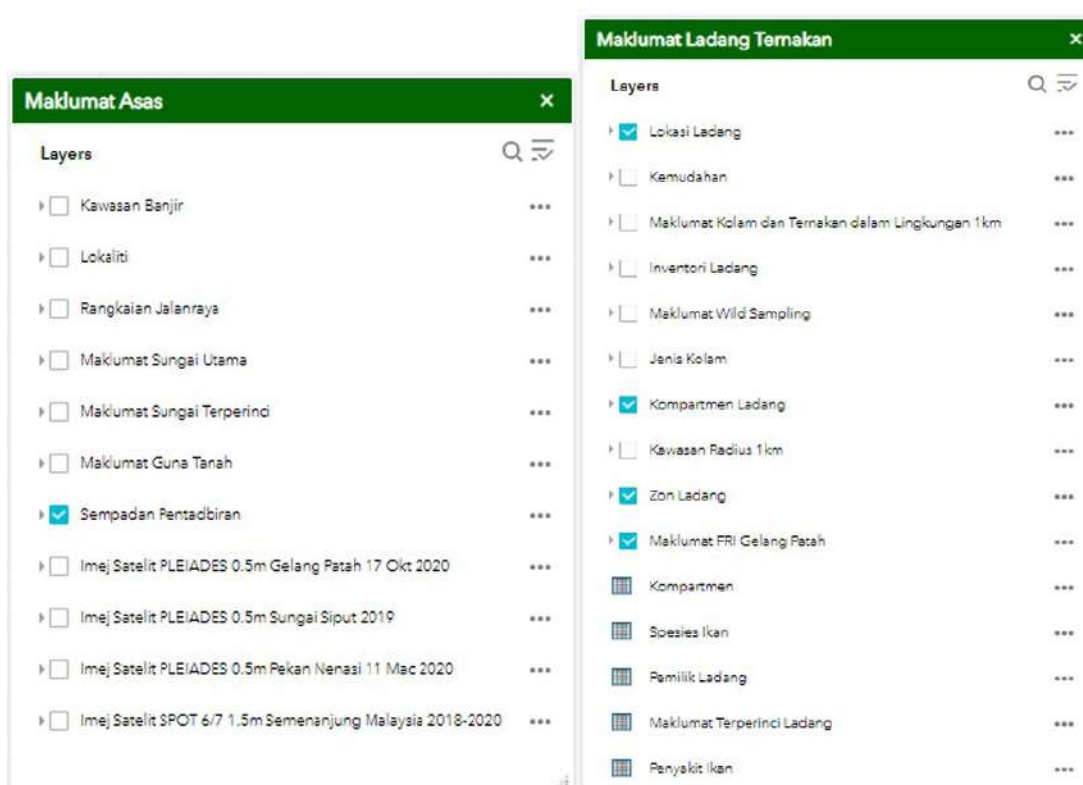 Maklumat Asas
Layers
Kawasan Banjir
Lokaliti
Rangkaian Jalanraya
Maklumat Sungai Utama
Maklumat Sungai Terperinci
Maklumat Guna Tanah
Sempadan Pentadbiran
Imej Satelit PLEIADES 0.5m Gelang Patah 17 Okt 2020
Imej Satelit PLEIADES 0.5m Sungai Siput 2019
Imej Satelit PLEIADES 0.5m Pekan Nenasi 11 Mac 2020
Imej Satelit SPOT 6/7 1.5m Semenanjung Malaysia 2018-2020
Maklumat Ladang Ternakan
Layers
Lokasi Ladang
Kemudahan
Maklumat Kolam dan Ternakan dalam Lingkungan 1km
Inventori Ladang
Maklumat Wild Sampling
Jenis Kolam
Kompartmen Ladang
Kawasan Radius 1km
Zon Ladang
Maklumat FRI Gelang Patah
Kompartmen
Spesies Ikan
Pemilik Ladang
Maklumat Terperinci Ladang
Penyakit Ikan